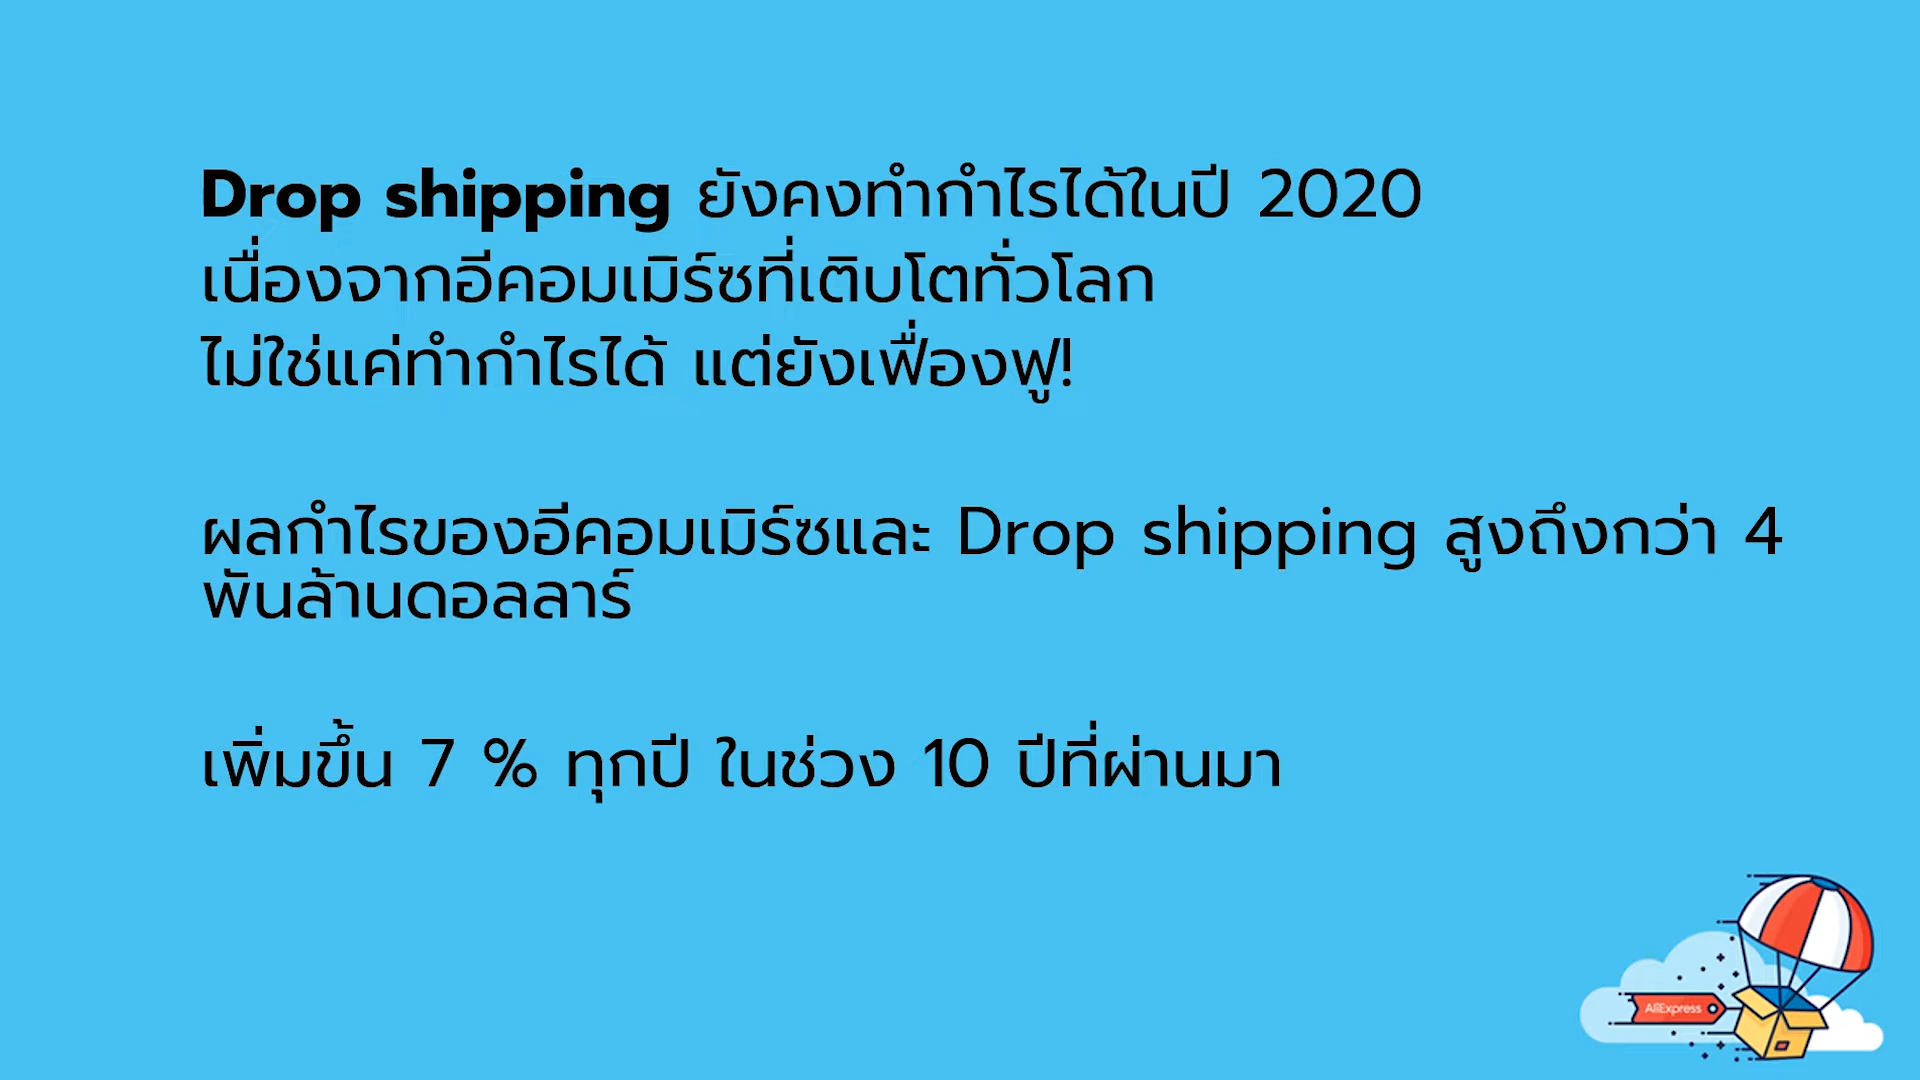 Drop shipping ยังคงทำกำไรได้ในปี 2020
เนื่องจากอีคอมเมิร์ซที่เติบโตทั่วโลก
ไม่ใช่แค่ทำกำไรได้ แต่ยังเฟื่องฟู!
ผลกำไรของอีคอมเมิร์ซและ Drop shipping สูงถึงกว่า 4
พันล้านดอลลาร์
เพิ่มขึ้น 7 % ทุกปี ในช่วง 10 ปีที่ผ่านมา
AliExpress